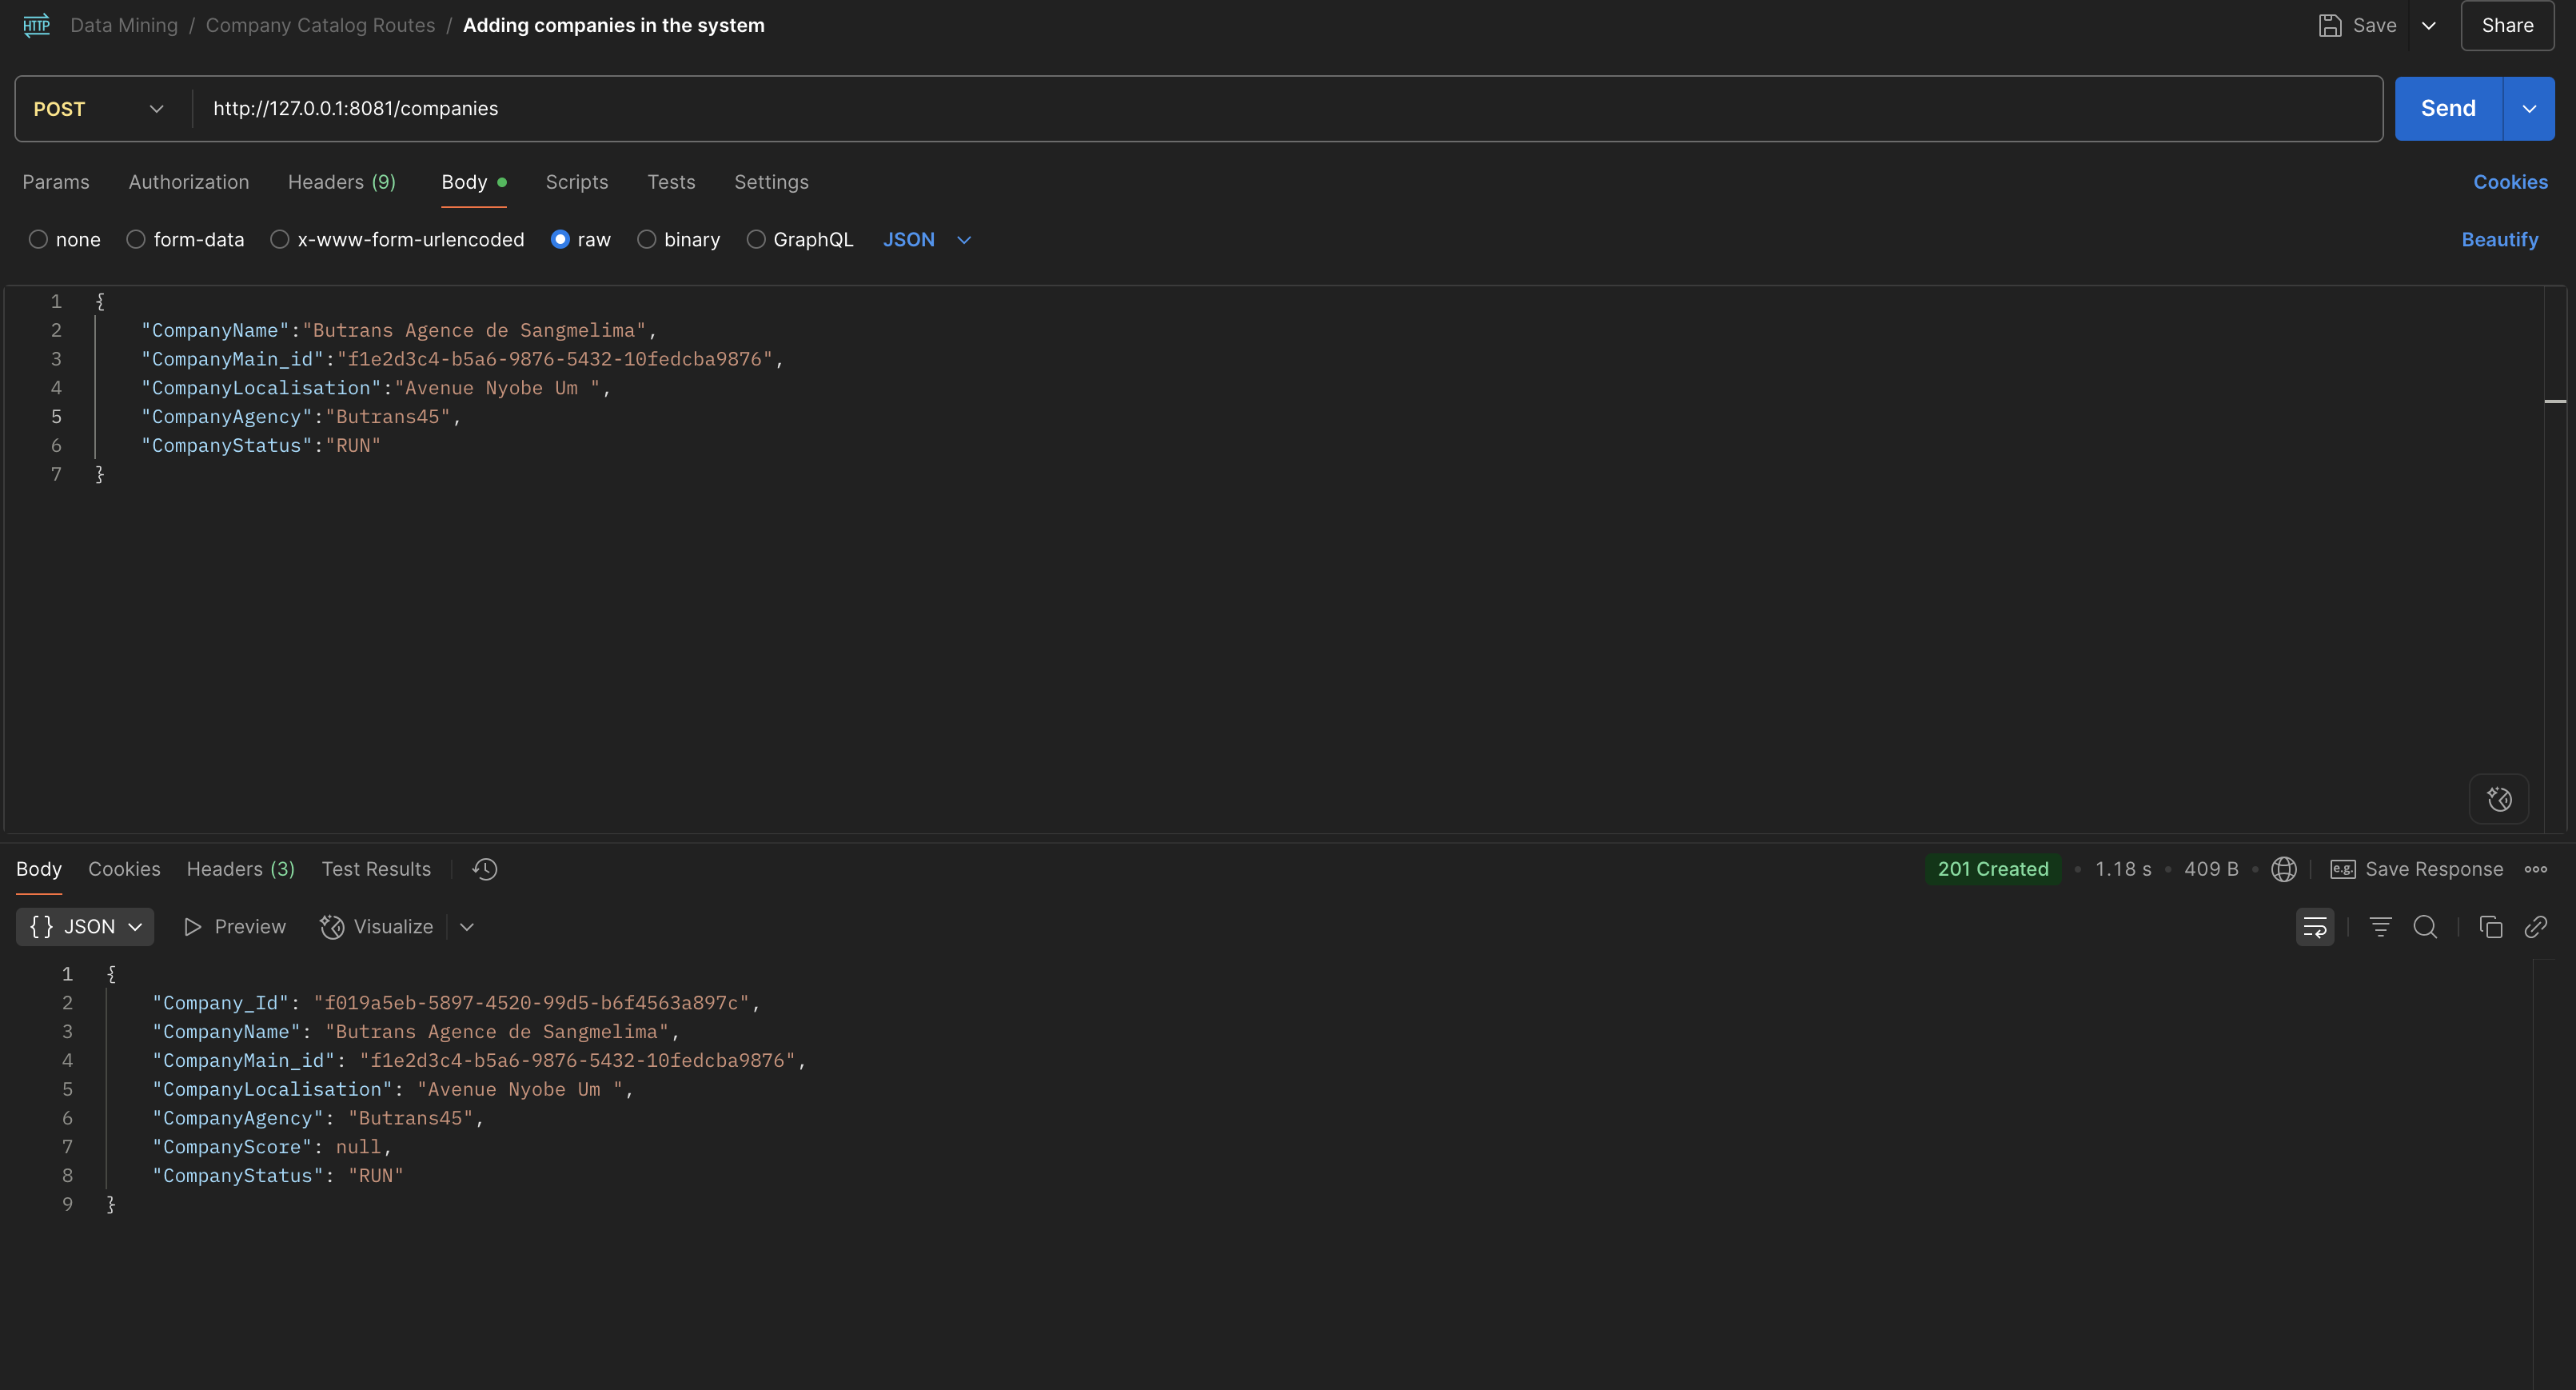 HTTP Data Mining / Company Catalog Routes / Adding companies in the system Save Share
POST http://127.0.0.1:8081/companies Send
Params Authorization Headers (9) Body Scripts Tests Settings Cookies
none form-data x-www-form-urlencoded raw binary GraphQL JSON Beautify
1 {
2 "CompanyName":"Butrans Agence de Sangmelima",
3 "CompanyMain_id":"f1e2d3c4-b5a6-9876-5432-10fedcba9876",
4 "CompanyLocalisation":"Avenue Nyobe Um ",
5 "CompanyAgency":"Butrans45",
6 "CompanyStatus":"RUN"
7 }
Body Cookies Headers (3) Test Results 201 Created • 1.18 s • 409 B • e.g. Save Response
{} JSON Preview Visualize
1 {
2 "Company_Id": "f019a5eb-5897-4520-99d5-b6f4563a897c",
3 "CompanyName": "Butrans Agence de Sangmelima",
4 "CompanyMain_id": "f1e2d3c4-b5a6-9876-5432-10fedcba9876",
5 "CompanyLocalisation": "Avenue Nyobe Um ",
6 "CompanyAgency": "Butrans45",
7 "CompanyScore": null,
8 "CompanyStatus": "RUN"
9 }